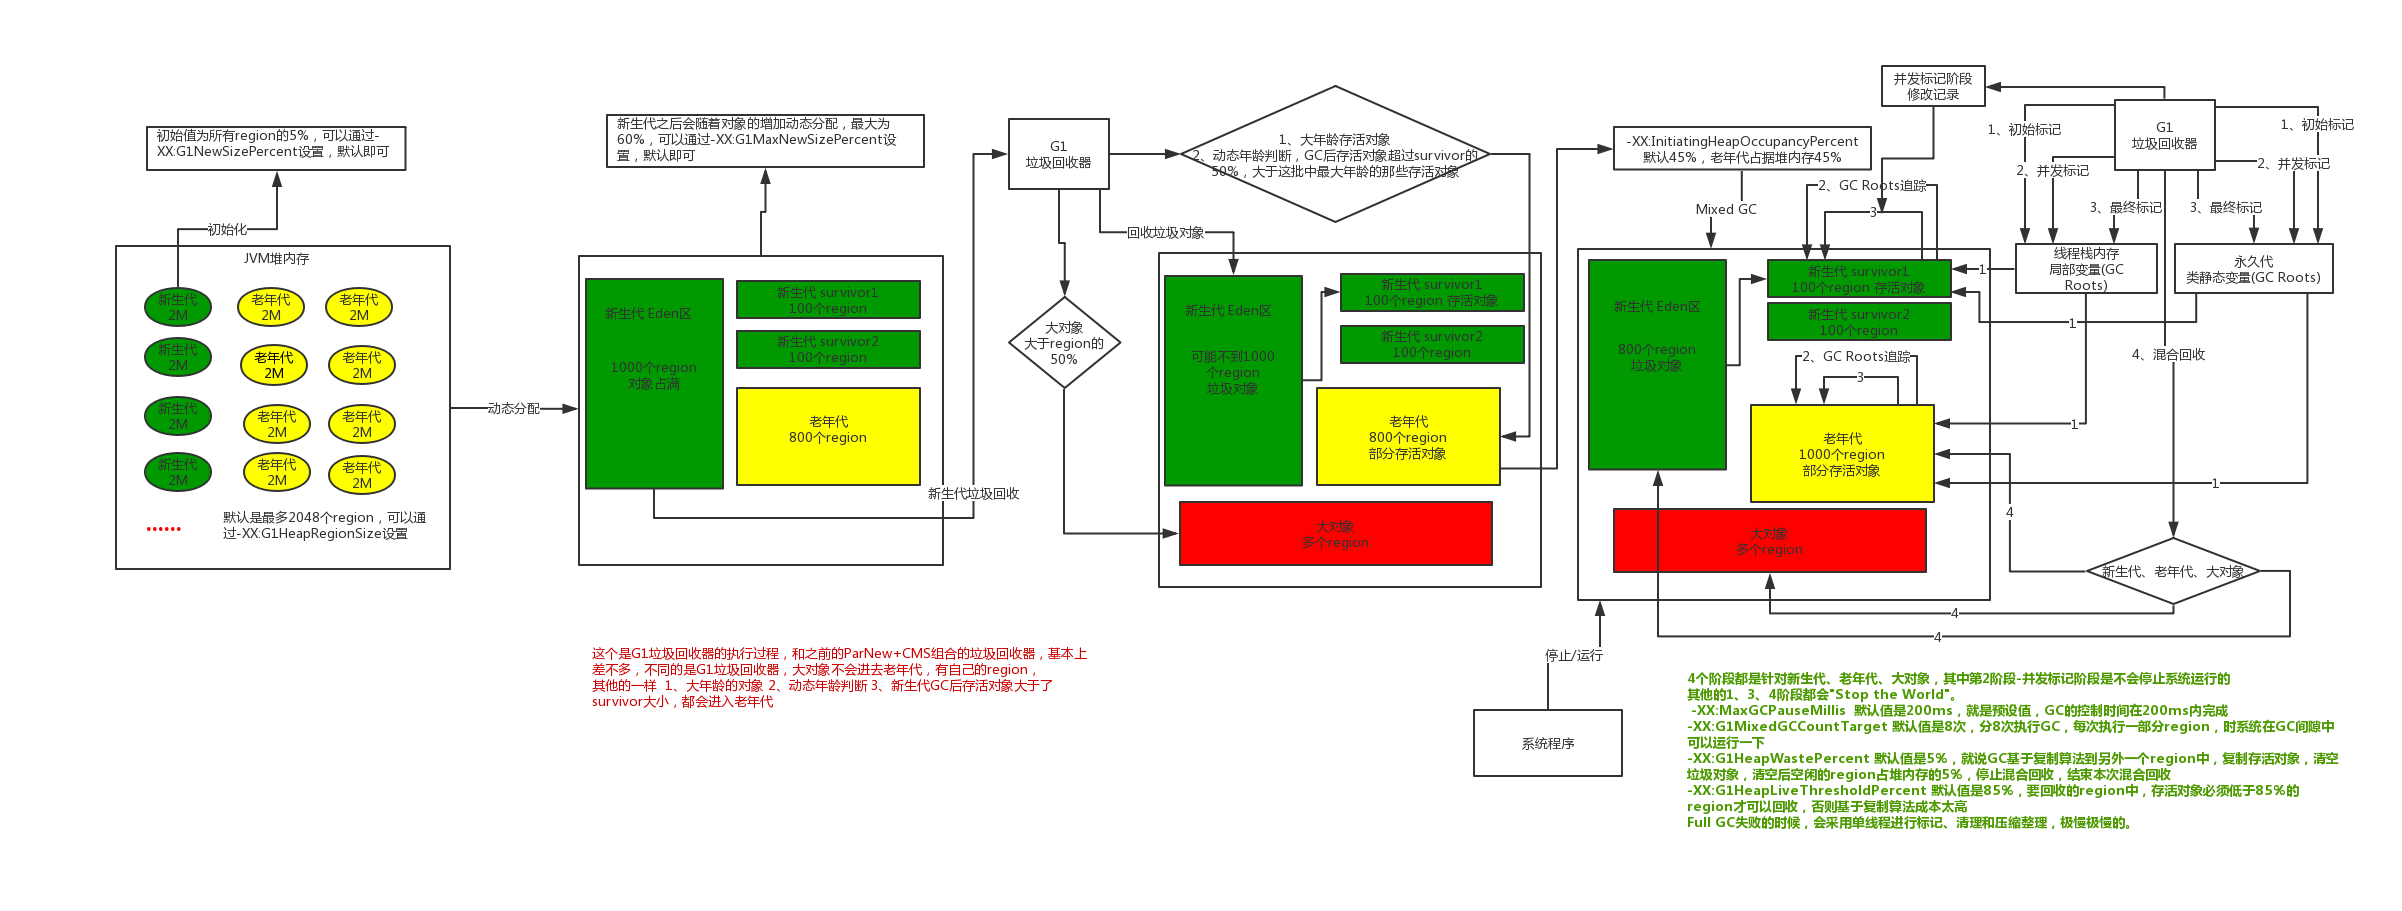 初始值为所有region的5%，可以通过-
XX:G1NewSizePercent设置，默认即可
初始化
JVM堆内存
新生代
2M
老年代
2M
老年代
2M
新生代
2M
老年代
2M
老年代
2M
新生代
2M
老年代
2M
老年代
2M
新生代
2M
老年代
2M
老年代
2M
......
默认是最多2048个region，可以通
过-XX:G1HeapRegionSize设置
动态分配
新生代之后会随着对象的增加动态分配，最大为
60%，可以通过-XX:G1MaxNewSizePercent设
置，默认即可
新生代 Eden区
1000个region
对象占满
新生代 survivor1
100个region
新生代 survivor2
100个region
老年代
800个region
新生代垃圾回收
G1
垃圾回收器
1、大年龄存活对象
2、动态年龄判断，GC后存活对象超过survivor的
50%，大于这批中最大年龄的那些存活对象
回收垃圾对象
大对象
大于region的
50%
新生代 Eden区
可能不到1000
个region
垃圾对象
新生代 survivor1
100个region 存活对象
新生代 survivor2
100个region
老年代
800个region
部分存活对象
大对象
多个region
-XX:InitiatingHeapOccupancyPercent
默认45%，老年代占据堆内存45%
Mixed GC
并发标记阶段
修改记录
2、GC Roots追踪
3
新生代 Eden区
800个region
垃圾对象
新生代 survivor1
100个region 存活对象
新生代 survivor2
100个region
2、GC Roots追踪
3
老年代
1000个region
部分存活对象
大对象
多个region
G1
垃圾回收器
1、初始标记
1、初始标记
2、并发标记
2、并发标记
3、最终标记
3、最终标记
线程栈内存
局部变量(GC
Roots)
永久代
类静态变量(GC Roots)
1
1
4、混合回收
1
1
4
新生代、老年代、大对象
4
4
停止/运行
系统程序
这个是G1垃圾回收器的执行过程，和之前的ParNew+CMS组合的垃圾回收器，基本上
差不多，不同的是G1垃圾回收器，大对象不会进去老年代，有自己的region，
其他的一样  1、大年龄的对象 2、动态年龄判断 3、新生代GC后存活对象大于了
survivor大小，都会进入老年代
4个阶段都是针对新生代、老年代、大对象，其中第2阶段-并发标记阶段是不会停止系统运行的
其他的1、3、4阶段都会"Stop the World"。
-XX:MaxGCPauseMillis  默认值是200ms，就是预设值，GC的控制时间在200ms内完成
-XX:G1MixedGCCountTarget 默认值是8次，分8次执行GC，每次执行一部分region，时系统在GC间隙中
可以运行一下
-XX:G1HeapWastePercent 默认值是5%，就说GC基于复制算法到另外一个region中，复制存活对象，清空
垃圾对象，清空后空闲的region占堆内存的5%，停止混合回收，结束本次混合回收
-XX:G1HeapLiveThresholdPercent 默认值是85%，要回收的region中，存活对象必须低于85%的
region才可以回收，否则基于复制算法成本太高
Full GC失败的时候，会采用单线程进行标记、清理和压缩整理，极慢极慢的。